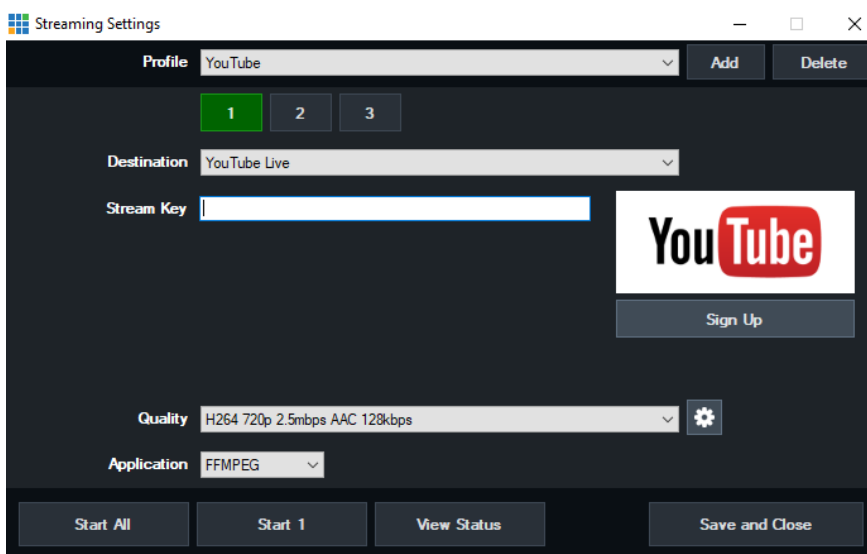 Streaming Settings
Profile YouTube Add Delete
1 2 3
Destination YouTube Live
Stream Key
YouTube
Sign Up
Quality H264 720p 2.5mbps AAC 128kbps
Application FFMPEG
Start All Start 1 View Status Save and Close